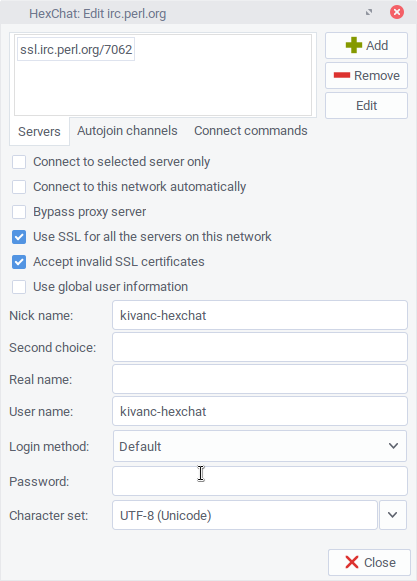 HexChat: Edit irc.perl.org
ssl.irc.perl.org/7062
Add
Remove
Edit
Servers Autojoin channels Connect commands
Connect to selected server only
Connect to this network automatically
Bypass proxy server
Use SSL for all the servers on this network
Accept invalid SSL certificates
Use global user information
Nick name: kivanc-hexchat
Second choice:
Real name:
User name: kivanc-hexchat
Login method: Default
Password:
Character set: UTF-8 (Unicode)
Close